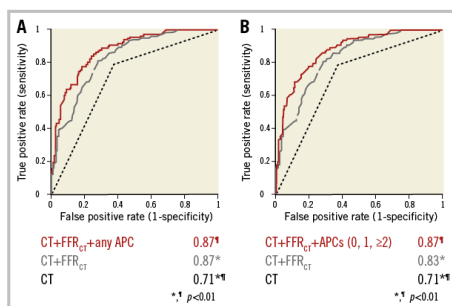 A
True positive rate (sensitivity)
1
0.8
0.6
0.4
0.2
0
0 0.2 0.4 0.6 0.8 1
False positive rate (1-specificity)
CT+FFRCT+any APC 0.87¶
CT+FFRCT 0.87*
CT 0.71*¶
*,¶ p<0.01
B
True positive rate (sensitivity)
1
0.8
0.6
0.4
0.2
0
0 0.2 0.4 0.6 0.8 1
False positive rate (1-specificity)
CT+FFRCT+APCs (0, 1, ≥2) 0.87¶
CT+FFRCT 0.83*
CT 0.71*¶
*,¶ p<0.01